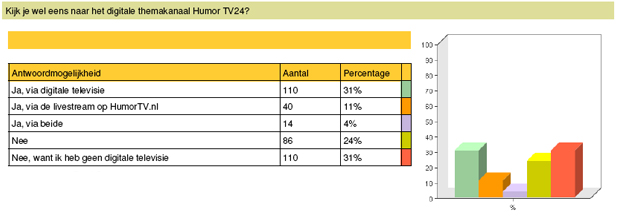 Kijk je wel eens naar het digitale themakanaal Humor TV24?
Antwoordmogelijkheid Aantal Percentage
Ja, via digitale televisie 110 31%
Ja, via de livestream op HumorTV.nl 40 11%
Ja, via beide 14 4%
Nee 86 24%
Nee, want ik heb geen digitale televisie 110 31%
100
90
80
70
60
50
40
30
20
10
0
%